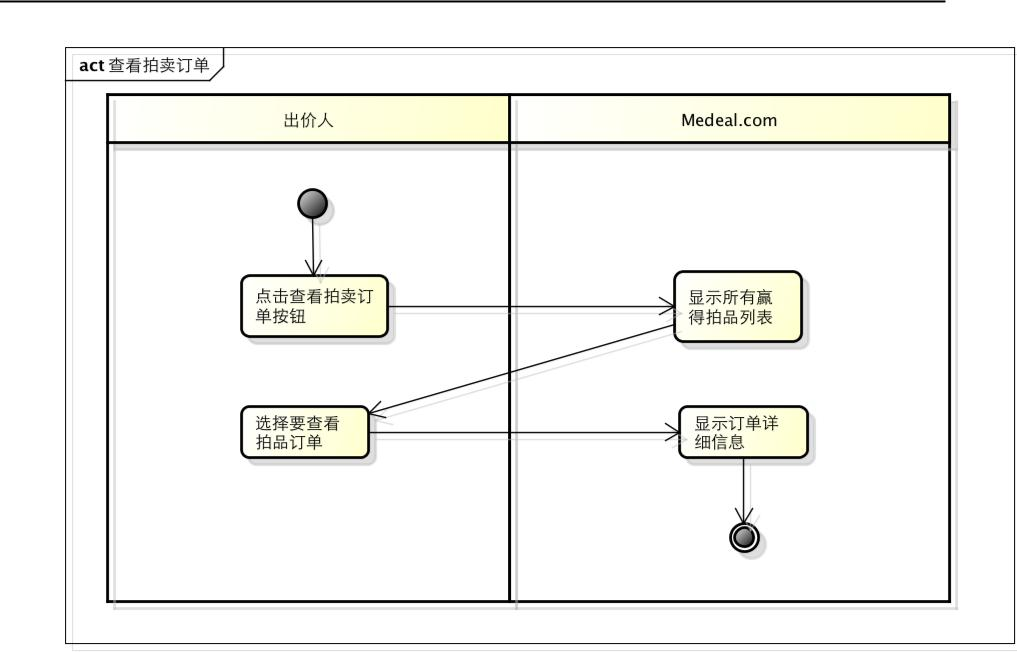 act 查看拍卖订单
出价人
Medeal.com
点击查看拍卖订
单按钮
显示所有赢
得拍品列表
选择要查看
拍品订单
显示订单详
细信息